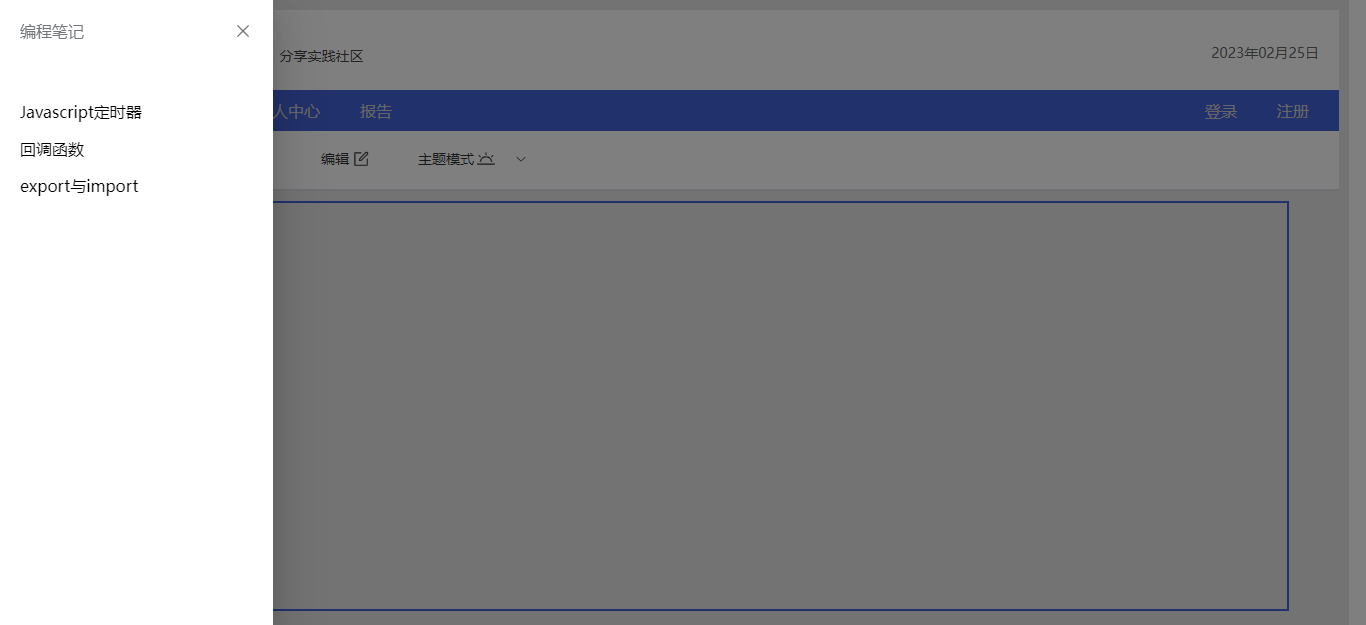 编程笔记
Javascript定时器
回调函数
export与import
分享实践社区
2023年02月25日
人中心 报告 登录 注册
编辑 主题模式